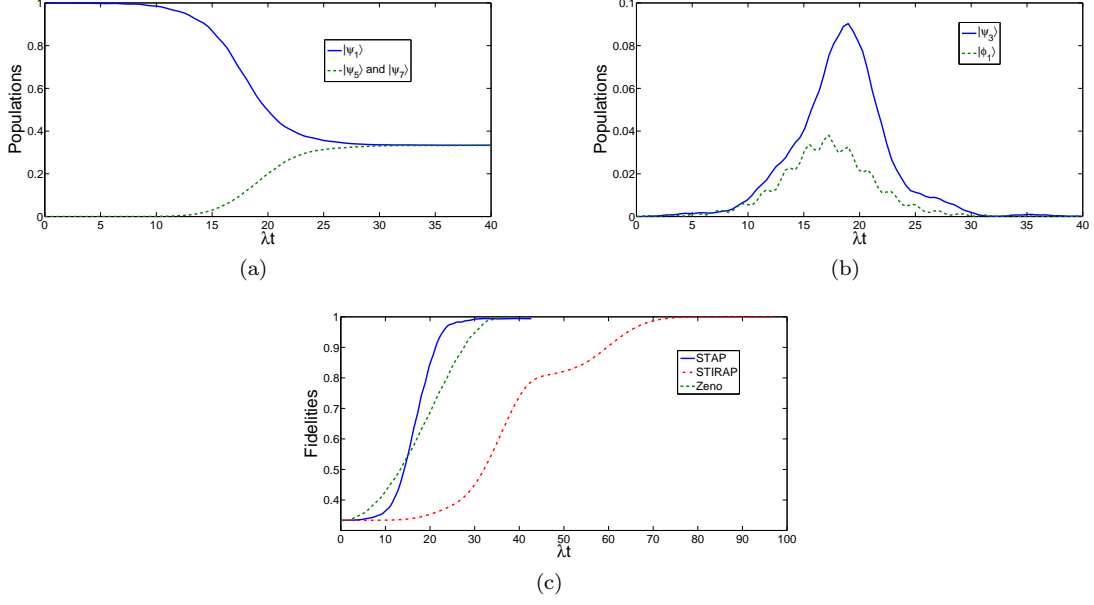 1
0.8
0.6
0.4
0.2
0
Populations
0 5 10 15 20 25 30 35 40
λt
|ψ₁⟩
|ψ₅⟩ and |ψ₇⟩
(a)
0.1
0.08
0.06
0.04
0.02
0
Populations
0 5 10 15 20 25 30 35 40
λt
|ψ₃⟩
|ϕ₁⟩
(b)
1
0.9
0.8
0.7
0.6
0.5
0.4
Fidelities
0 10 20 30 40 50 60 70 80 90 100
λt
STAP
STIRAP
Zeno
(c)